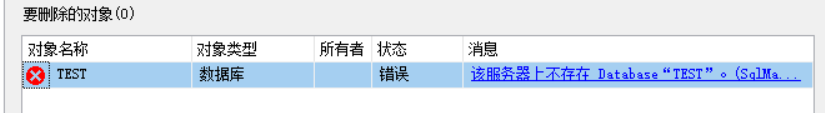 要删除的对象(O)
对象名称 对象类型 所有者 状态 消息
TEST 数据库 错误 该服务器上不存在 Database“TEST”。(SqlMa...